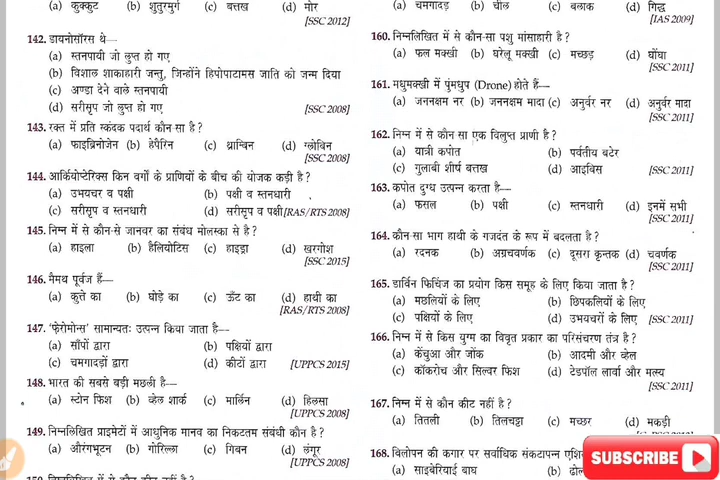 (a) कुक्कुट (b) शुतुरमुर्ग (c) बत्तख (d) मोर
[SSC 2012]
142. डायनोसॉरस थे—
(a) स्तनपायी जो लुप्त हो गए
(b) विशाल शाकाहारी जन्तु, जिन्होंने हिपोपाटामस जाति को जन्म दिया
(c) अण्डा देने वाले स्तनपायी
(d) सरीसृप जो लुप्त हो गए [SSC 2008]
143. रक्त में प्रति स्कंदक पदार्थ कौन सा है?
(a) फाइब्रिनोजेन (b) हेपैरिन (c) थ्राम्बिन (d) ग्लोबिन
[SSC 2008]
144. आर्कियोप्टेरिक्स किन वर्गों के प्राणियों के बीच की योजक कड़ी है?
(a) उभयचर व पक्षी (b) पक्षी व स्तनधारी
(c) सरीसृप व स्तनधारी (d) सरीसृप व पक्षी [RAS/RTS 2008]
145. निम्न में से कौन-से जानवर का संबंध मोलस्का से है?
(a) हाइला (b) हैलियोटिस (c) हाइड्रा (d) खरगोश
[SSC 2015]
146. नैमथ पूर्वज हैं—
(a) कुत्ते का (b) घोड़े का (c) ऊँट का (d) हाथी का
[RAS/RTS 2008]
147. 'फ़ेरोमोन्स' सामान्यतः उत्पन्न किया जाता है—
(a) साँपों द्वारा (b) पक्षियों द्वारा
(c) चमगादड़ों द्वारा (d) कीटों द्वारा [UPPCS 2015]
148. भारत की सबसे बड़ी मछली है—
(a) स्टोन फिश (b) व्हेल शार्क (c) मार्लिन (d) हिलसा
[UPPCS 2008]
149. निम्नलिखित प्राइमेटों में आधुनिक मानव का निकटतम संबंधी कौन है?
(a) औरंगभूटन (b) गोरिल्ला (c) गिबन (d) लंगूर
[UPPCS 2008]
(a) चमगादड़ (b) चील (c) बलाक (d) गिद्ध
[IAS 2009]
160. निम्नलिखित में से कौन-सा पशु मांसाहारी है?
(a) फल मक्खी (b) घरेलू मक्खी (c) मच्छड़ (d) घोंघा
[SSC 2011]
161. मधुमक्खी में पुंमधुप (Drone) होते हैं—
(a) जननक्षम नर (b) जननक्षम मादा (c) अनुर्वर नर (d) अनुर्वर मादा
[SSC 2011]
162. निम्न में से कौन सा एक विलुप्त प्राणी है?
(a) यात्री कपोत (b) पर्वतीय बटेर
(c) गुलाबी शीर्ष बत्तख (d) आइबिस [SSC 2011]
163. कपोत दुग्ध उत्पन्न करता है—
(a) फसल (b) पक्षी (c) स्तनधारी (d) इनमें सभी
[SSC 2011]
164. कौन-सा भाग हाथी के गजदंत के रूप में बदलता है?
(a) रदनक (b) अग्रचवर्णक (c) दूसरा कृन्तक (d) चवर्णक
[SSC 2011]
165. डार्विन फिंचिंज का प्रयोग किस समूह के लिए किया जाता है?
(a) मछलियों के लिए (b) छिपकलियों के लिए
(c) पक्षियों के लिए (d) उभयचरों के लिए [SSC 2011]
166. निम्न में से किस युग्म का विवृत प्रकार का परिसंचरण तंत्र है?
(a) केंचुआ और जोंक (b) आदमी और व्हेल
(c) कॉकरोच और सिल्वर फिश (d) टेडपॉल लार्वा और मत्स्य
[SSC 2011]
167. निम्न में से कौन कीट नहीं है?
(a) तितली (b) तिलचट्टा (c) मच्छर (d) मकड़ी
168. विलोपन की कगार पर सर्वाधिक संकटापन्न
(a) साइबेरियाई बाघ (b)
SUBSCRIBE